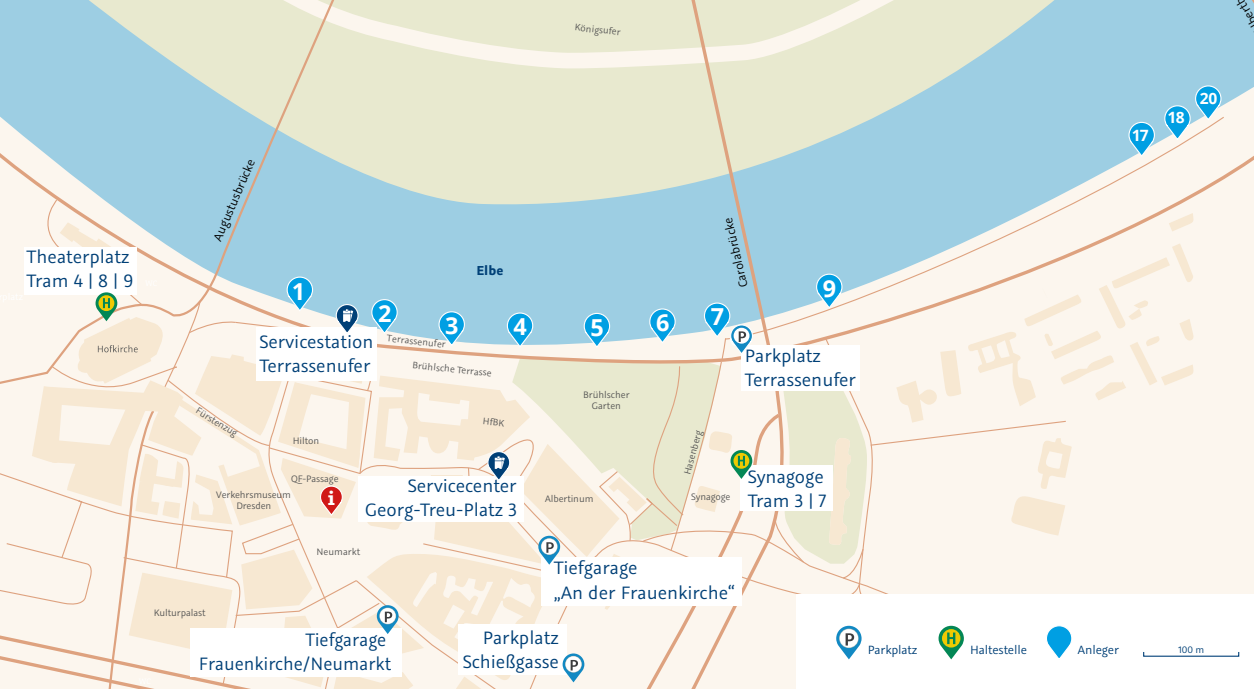 Königsufer
20
18
17
Augustusbrücke
Carolabrücke
Theaterplatz
Tram 4 | 8 | 9
H
Elbe
1
2
3
4
5
6
7
9
P
Servicestation
Terrassenufer
Terrassenufer
Brühlsche Terrasse
Parkplatz
Terrassenufer
Hofkirche
Brühlscher
Garten
Fürstenzug
HfBK
Hilton
Hasenberg
QF-Passage
i
Verkehrsmuseum
Dresden
Servicecenter
Georg-Treu-Platz 3
Albertinum
H
Synagoge
Tram 3 | 7
Synagoge
Neumarkt
P
Tiefgarage
„An der Frauenkirche“
Kulturpalast
P
Tiefgarage
Frauenkirche/Neumarkt
Parkplatz
Schießgasse
P
P
Parkplatz
H
Haltestelle
Anleger
100 m